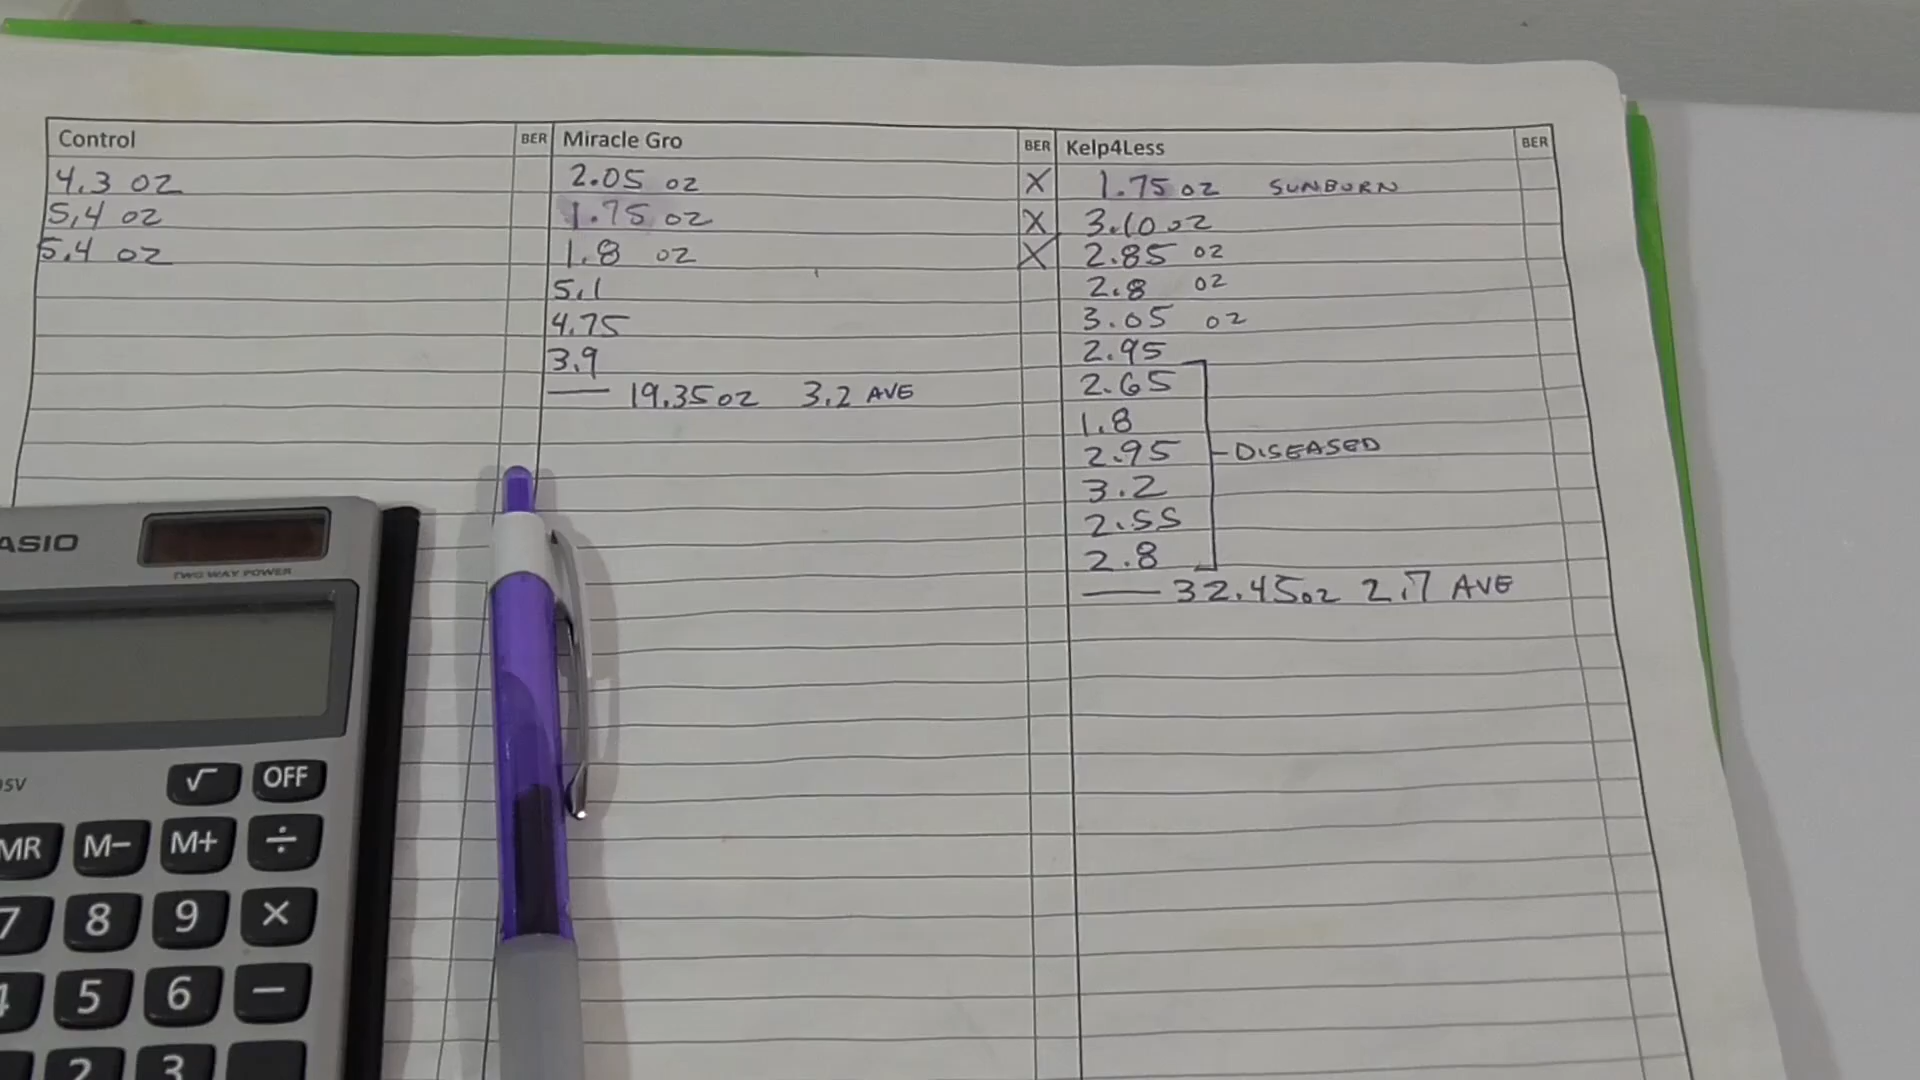 Control BER Miracle Gro BER Kelp4Less BER
4.3 oz 2.05 oz X 1.75 oz SUNBURN
5,4 oz 1.75 oz X 3.10 oz
5.4 oz 1.8 oz X 2.85 oz
5.1 2.8 oz
4.75 3.05 oz
3.9 2.95
— 19.35 oz 3.2 AVE 2.65
1.8
2.95 DISEASED
3.2
2.55
2.8
— 32.45 oz 2.7 AVE
ASIO
TWO WAY POWER
√ OFF
MR M− M+ ÷
7 8 9 ×
4 5 6 −
2 3